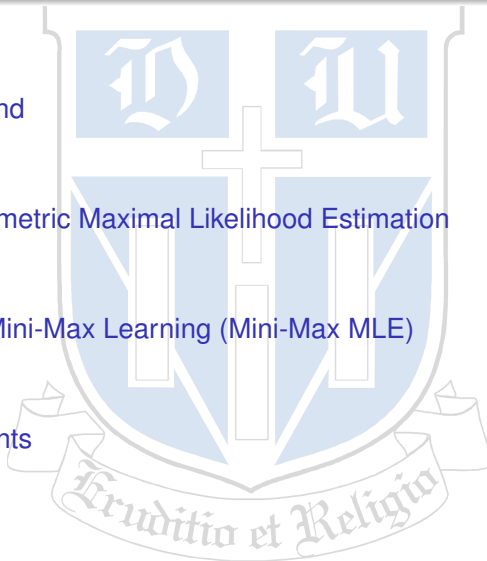 D U
nd
metric Maximal Likelihood Estimation
Mini-Max Learning (Mini-Max MLE)
nts
Eruditio et Religio